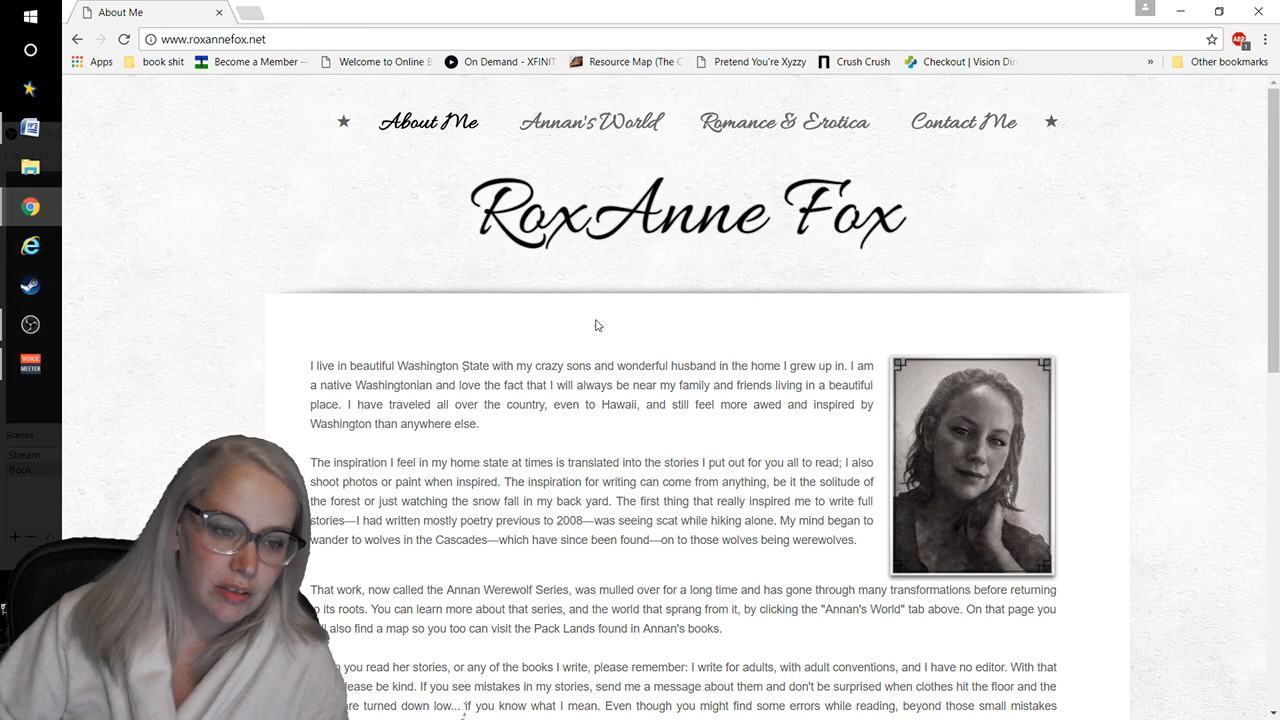 About Me
www.roxannefox.net
Apps
book shit
Become a Member —
Welcome to Online B
On Demand - XFINIT
Resource Map (The C
Pretend You're Xyzzy
Crush Crush
Checkout | Vision Dir
»
Other bookmarks
★ About Me Annan's World Romance & Erotica Contact Me ★
RoxAnne Fox
I live in beautiful Washington State with my crazy sons and wonderful husband in the home I grew up in. I am
a native Washingtonian and love the fact that I will always be near my family and friends living in a beautiful
place. I have traveled all over the country, even to Hawaii, and still feel more awed and inspired by
Washington than anywhere else.
The inspiration I feel in my home state at times is translated into the stories I put out for you all to read; I also
shoot photos or paint when inspired. The inspiration for writing can come from anything, be it the solitude of
the forest or just watching the snow fall in my back yard. The first thing that really inspired me to write full
stories—I had written mostly poetry previous to 2008—was seeing scat while hiking alone. My mind began to
wander to wolves in the Cascades—which have since been found—on to those wolves being werewolves.
That work, now called the Annan Werewolf Series, was mulled over for a long time and has gone through many transformations before returning
its roots. You can learn more about that series, and the world that sprang from it, by clicking the "Annan's World" tab above. On that page you
also find a map so you too can visit the Pack Lands found in Annan's books.
you read her stories, or any of the books I write, please remember: I write for adults, with adult conventions, and I have no editor. With that
ease be kind. If you see mistakes in my stories, send me a message about them and don't be surprised when clothes hit the floor and the
are turned down low... if you know what I mean. Even though you might find some errors while reading, beyond those small mistakes
Scenes
Stream
Book
VOICE
MEETER
ABP
1